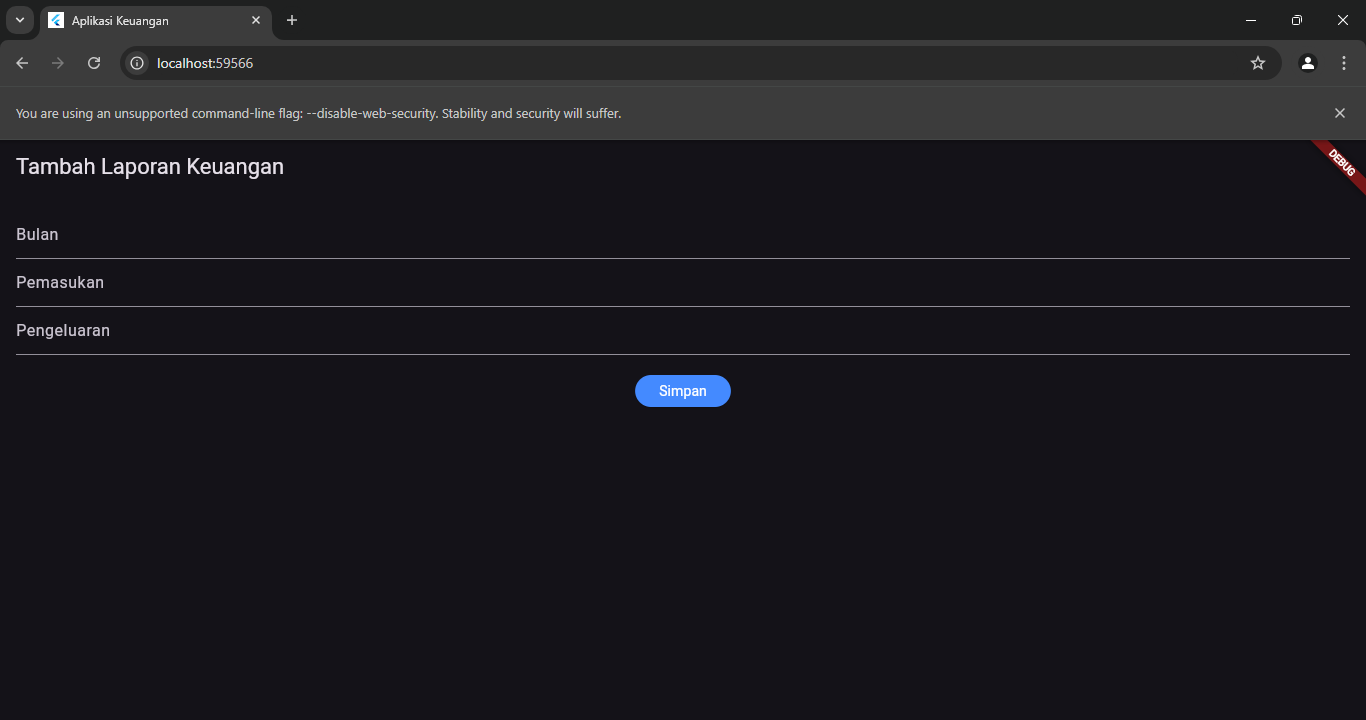 Aplikasi Keuangan
localhost:59566
You are using an unsupported command-line flag: --disable-web-security. Stability and security will suffer.
Tambah Laporan Keuangan
DEBUG
Bulan
Pemasukan
Pengeluaran
Simpan